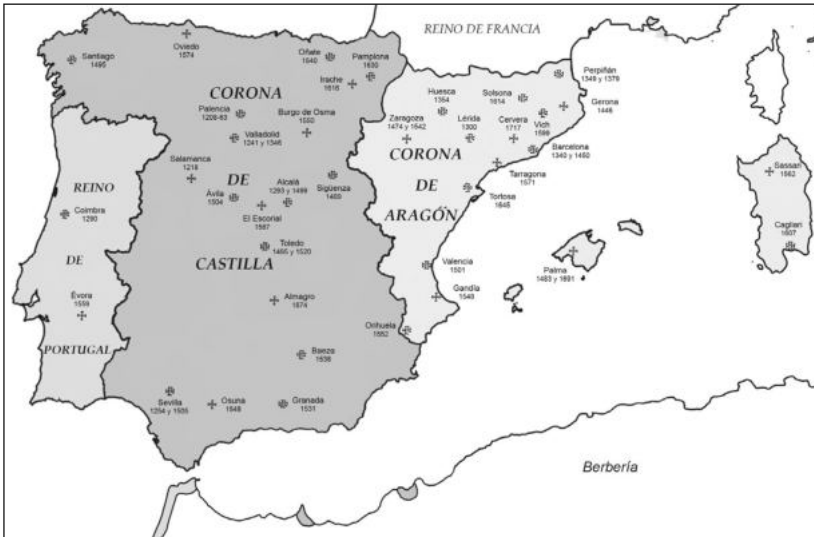 REINO DE FRANCIA
Santiago
1495
Oviedo
1574
Oñate
1540
Pamplona
1630
Irache
1616
CORONA
Palencia
1208-63
Burgo de Osma
1550
Valladolid
1241 y 1346
Salamanca
1218
DE
Ávila
1504
Alcalá
1293 y 1499
Sigüenza
1489
El Escorial
1587
Toledo
1485 y 1520
CASTILLA
Almagro
1574
Baeza
1538
Sevilla
1254 y 1505
Osuna
1548
Granada
1531
REINO
Coimbra
1290
DE
Évora
1559
PORTUGAL
Perpiñán
1349 y 1379
Huesca
1354
Solsona
1614
Gerona
1446
Zaragoza
1474 y 1542
Lérida
1300
Cervera
1717
Vich
1599
Barcelona
1340 y 1450
CORONA
DE
ARAGÓN
Tarragona
1571
Tortosa
1645
Valencia
1501
Gandía
1548
Orihuela
1552
Palma
1483 y 1691
Sassari
1562
Cagliari
1607
Berbería